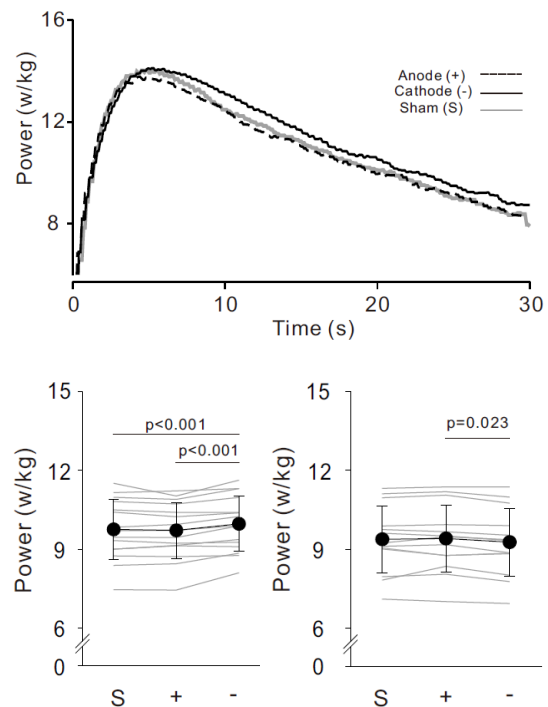 16
12
8
Power (w/kg)
Anode (+)
Cathode (-)
Sham (S)
0 10 20 30
Time (s)
15
12
9
6
0
Power (w/kg)
p<0.001
p<0.001
S + -
15
12
9
6
0
Power (w/kg)
p=0.023
S + -